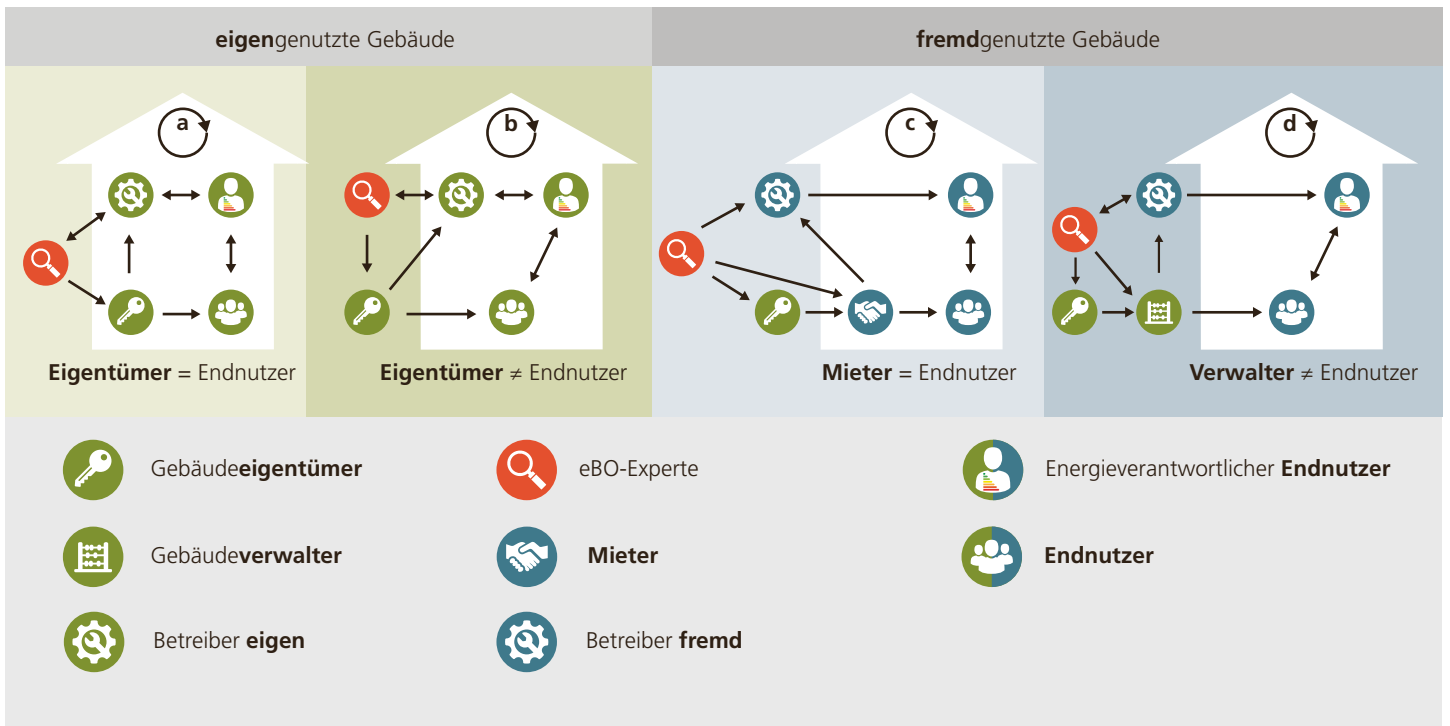 eigengenutzte Gebäude
fremdgenutzte Gebäude
a
b
c
d
Eigentümer = Endnutzer
Eigentümer ≠ Endnutzer
Mieter = Endnutzer
Verwalter ≠ Endnutzer
Gebäudeeigentümer
eBO-Experte
Energieverantwortlicher Endnutzer
Gebäudeverwalter
Mieter
Endnutzer
Betreiber eigen
Betreiber fremd